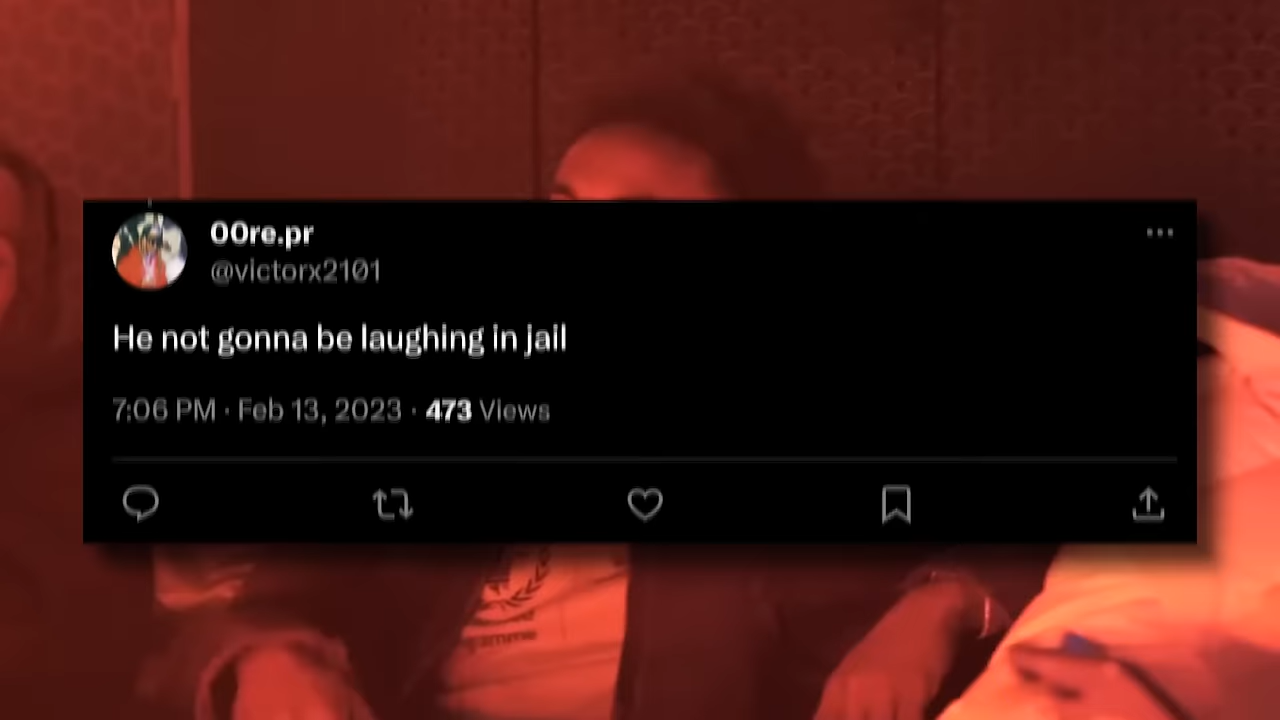 00re.pr
@victorx2101
He not gonna be laughing in jail
7:06 PM · Feb 13, 2023 · 473 Views